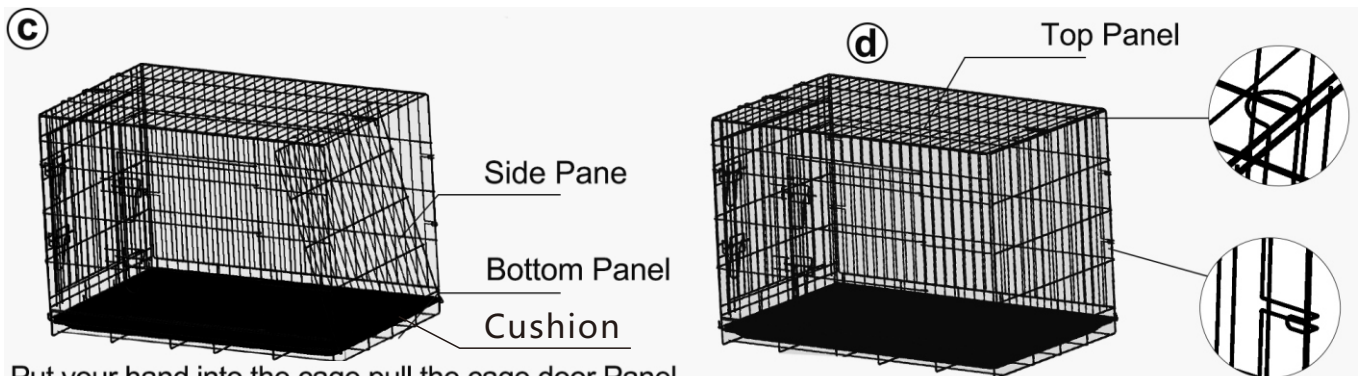 c
d
Top Panel
Side Pane
Bottom Panel
Cushion
Put your hand into the cage pull the cage door Panel